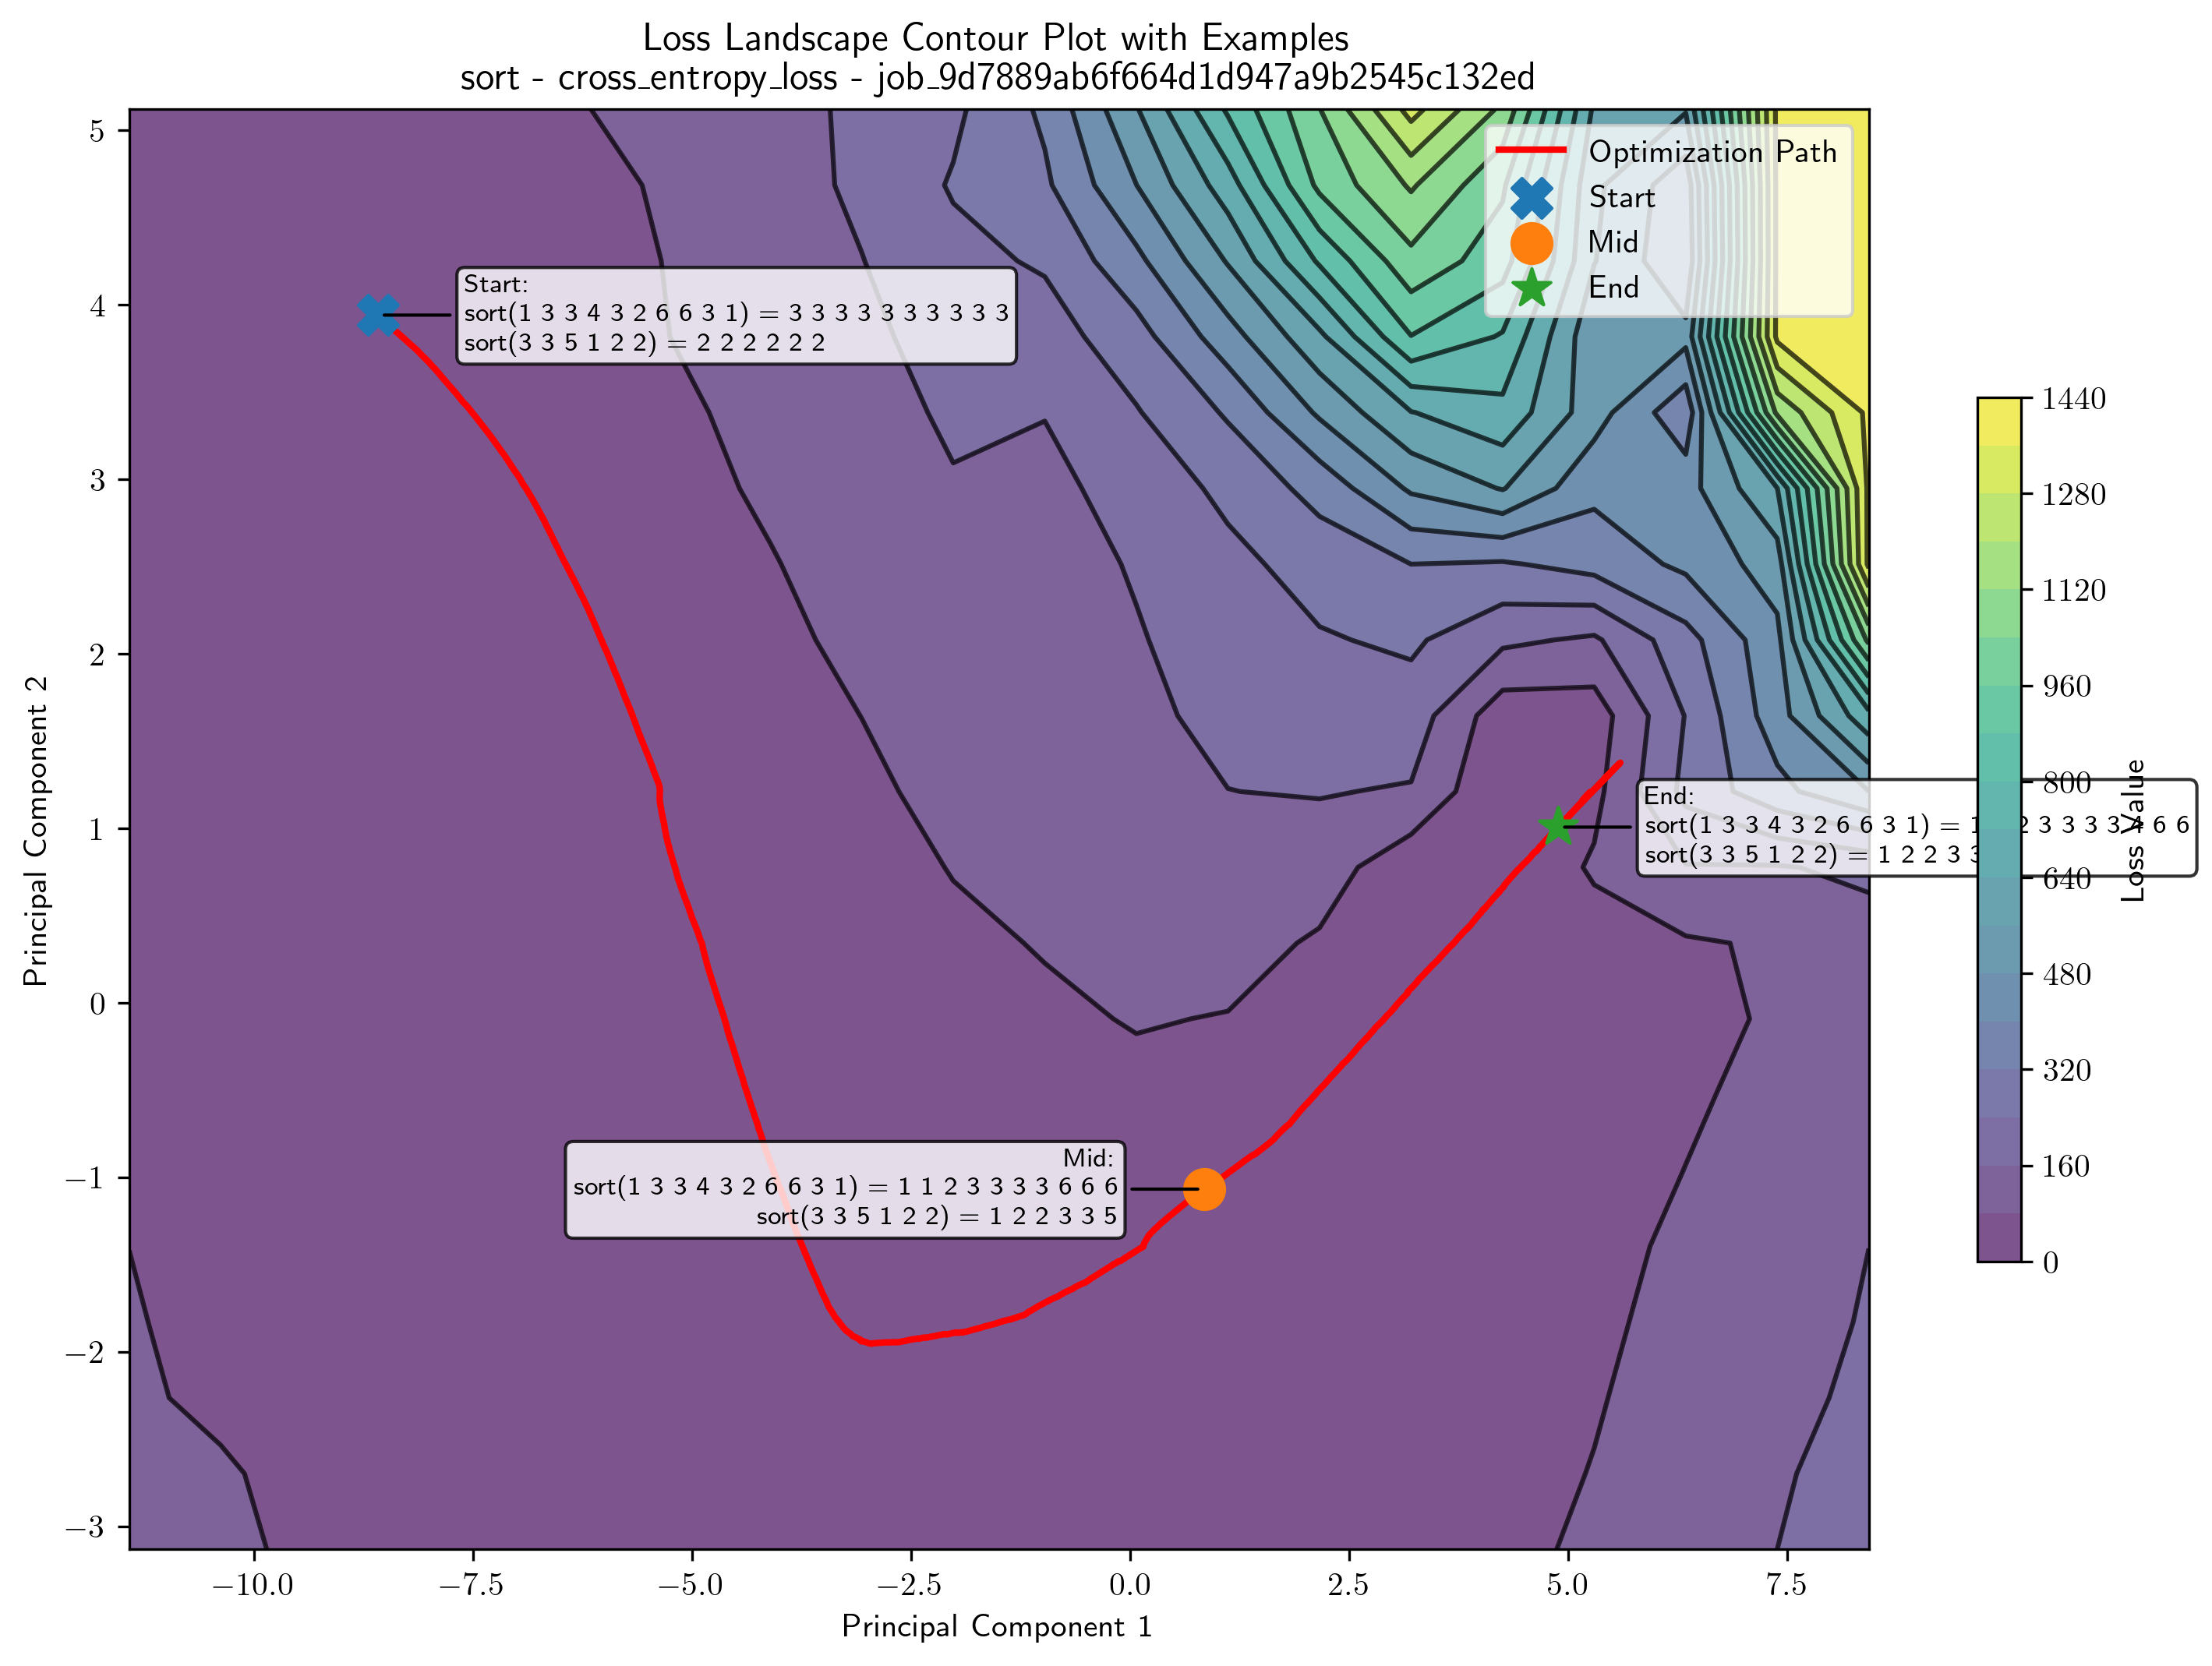 Loss Landscape Contour Plot with Examples
sort - cross_entropy_loss - job_9d7889ab6f664d1d947a9b2545c132ed
Optimization Path
Start
Mid
End
Start:
sort(1 3 3 4 3 2 6 6 3 1) = 3 3 3 3 3 3 3 3 3 3
sort(3 3 5 1 2 2) = 2 2 2 2 2 2
End:
sort(1 3 3 4 3 2 6 6 3 1) = 1 2 3 3 3 3 4 6 6
sort(3 3 5 1 2 2) = 1 2 2 3 3
Mid:
sort(1 3 3 4 3 2 6 6 3 1) = 1 1 2 3 3 3 3 6 6 6
sort(3 3 5 1 2 2) = 1 2 2 3 3 5
5
4
3
2
1
0
−1
−2
−3
Principal Component 2
−10.0
−7.5
−5.0
−2.5
0.0
2.5
5.0
7.5
Principal Component 1
1440
1280
1120
960
800
640
480
320
160
0
Loss Value